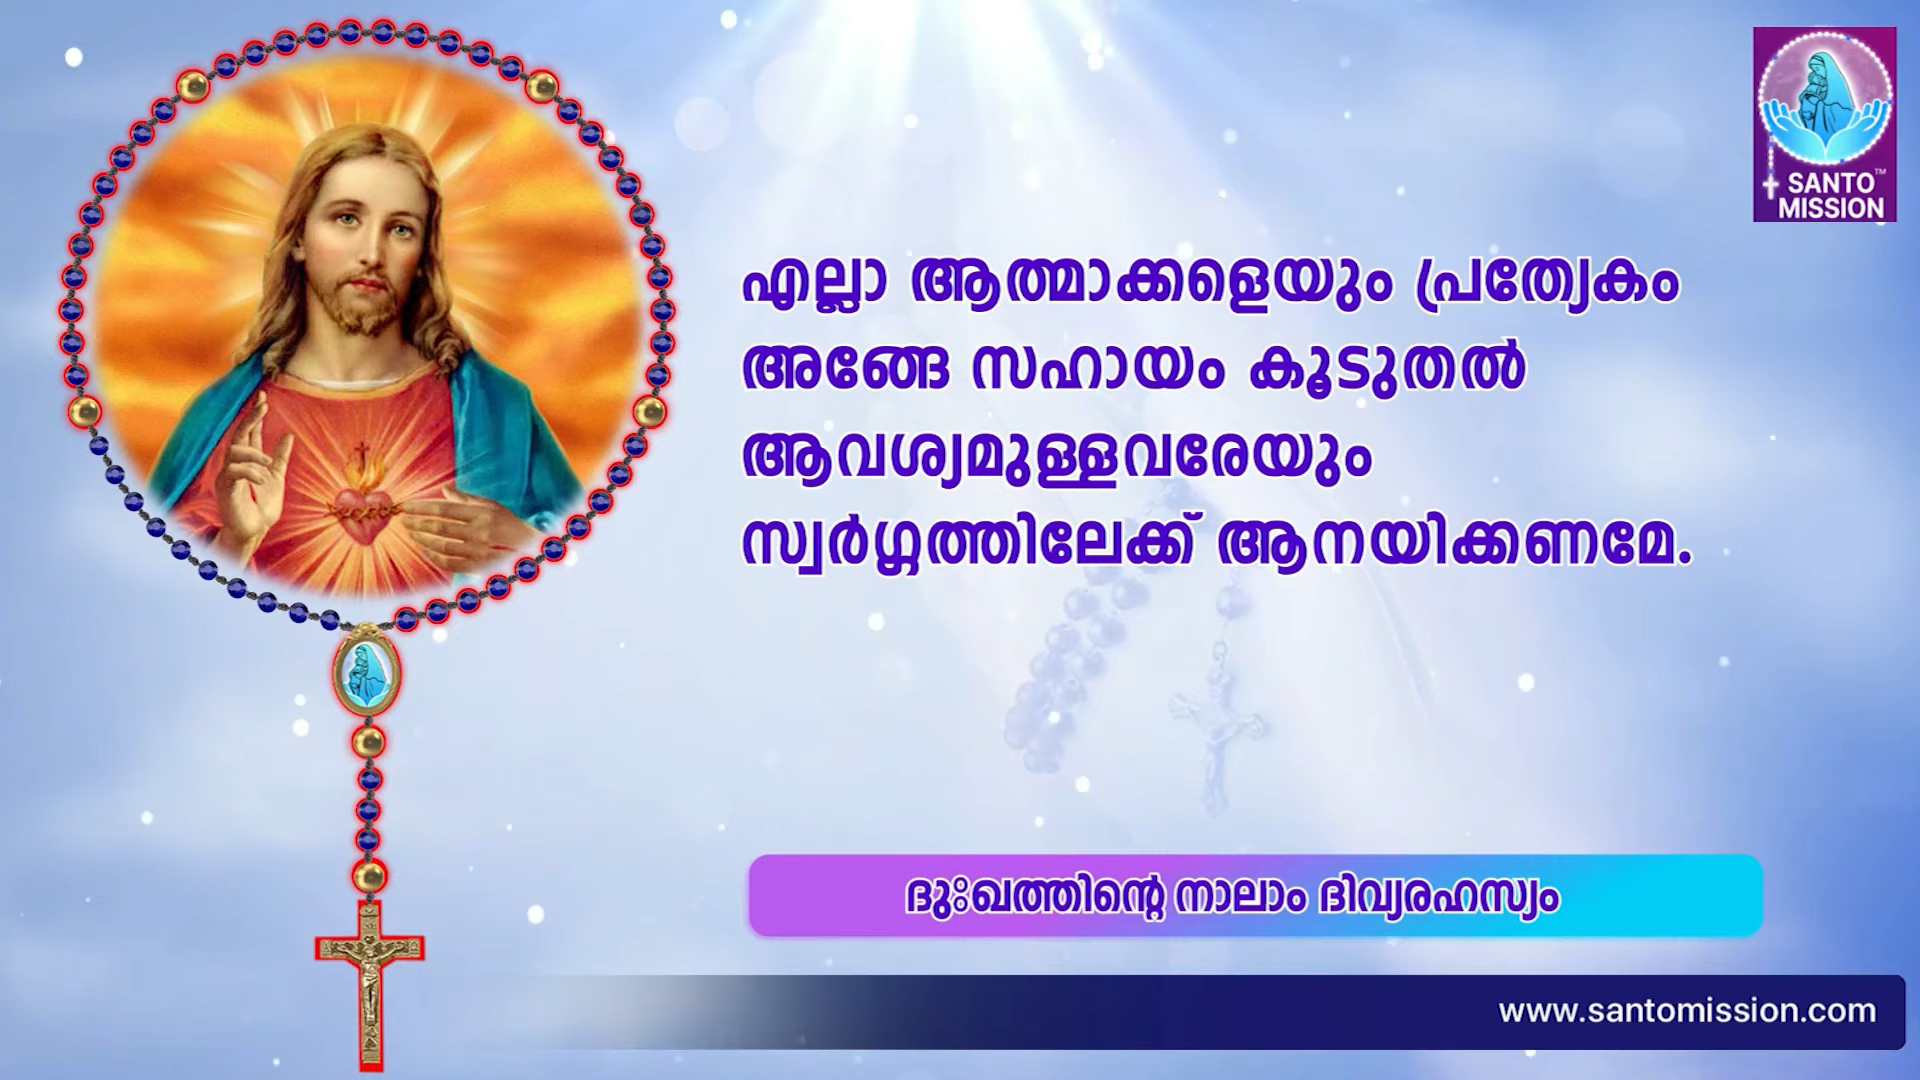 SANTO™
MISSION
എല്ലാ ആത്മാക്കളെയും പ്രത്യേകം
അങ്ങേ സഹായം കൂടുതൽ
ആവശ്യമുള്ളവരേയും
സ്വർഗ്ഗത്തിലേക്ക് ആനയിക്കണമേ.
ദുഃഖത്തിന്റെ നാലാം ദിവ്യരഹസ്യം
www.santomission.com